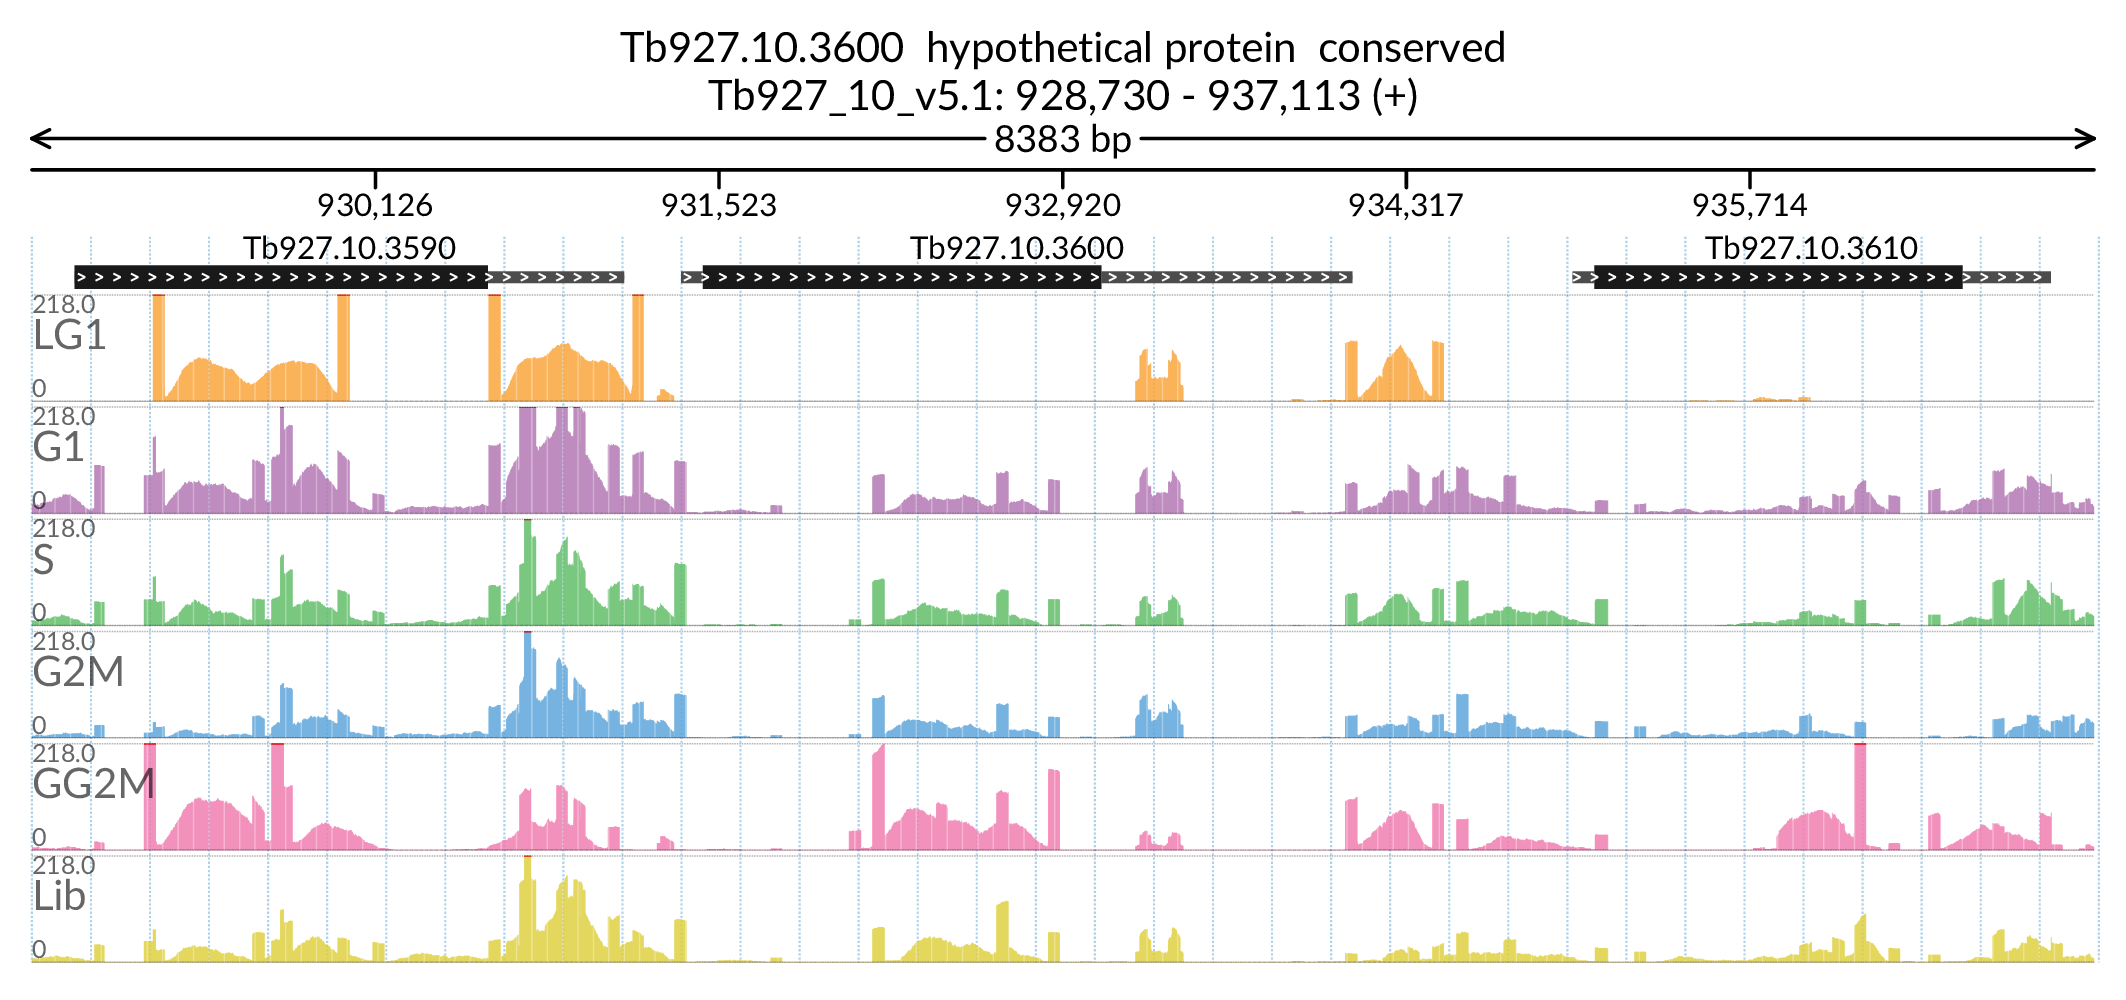 Tb927.10.3600  hypothetical protein  conserved
Tb927_10_v5.1: 928,730 - 937,113 (+)
8383 bp
930,126 931,523 932,920 934,317 935,714
Tb927.10.3590 Tb927.10.3600 Tb927.10.3610
218.0
LG1
0
218.0
G1
0
218.0
S
0
218.0
G2M
0
218.0
GG2M
0
218.0
Lib
0